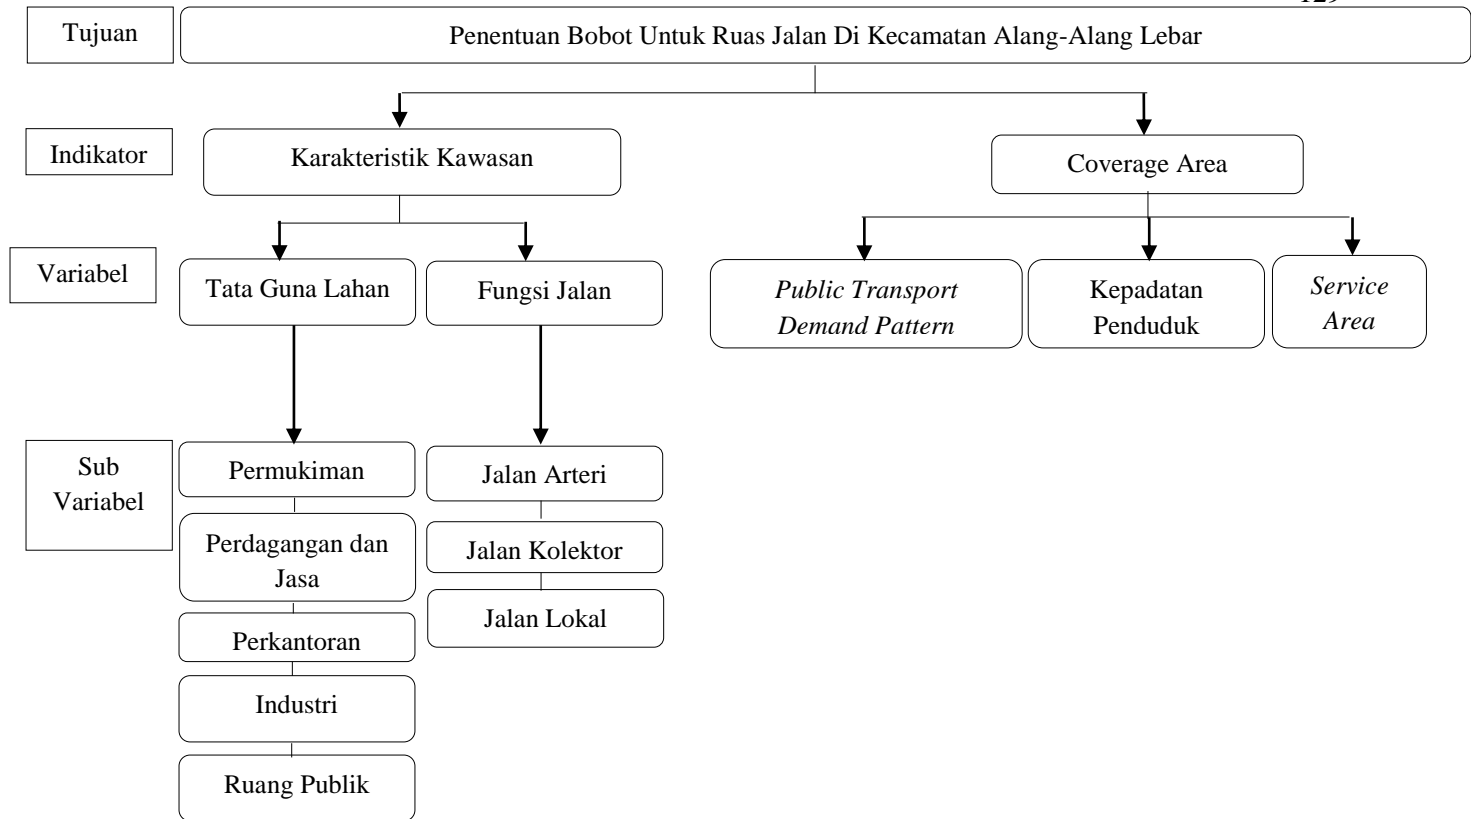 Tujuan
Penentuan Bobot Untuk Ruas Jalan Di Kecamatan Alang-Alang Lebar
Indikator
Karakteristik Kawasan
Coverage Area
Variabel
Tata Guna Lahan
Fungsi Jalan
Public Transport
Demand Pattern
Kepadatan
Penduduk
Service
Area
Sub
Variabel
Permukiman
Jalan Arteri
Perdagangan dan
Jasa
Jalan Kolektor
Perkantoran
Jalan Lokal
Industri
Ruang Publik